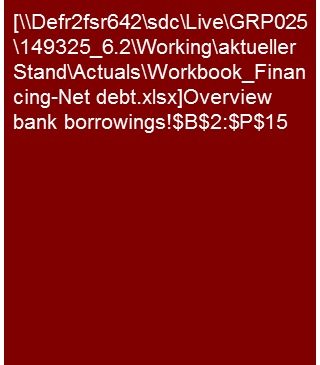 [\\Defr2fsr642\sdc\Live\GRP025
\149325_6.2\Working\aktueller
Stand\Actuals\Workbook_Finan
cing-Net debt.xlsx]Overview
bank borrowings!$B$2:$P$15